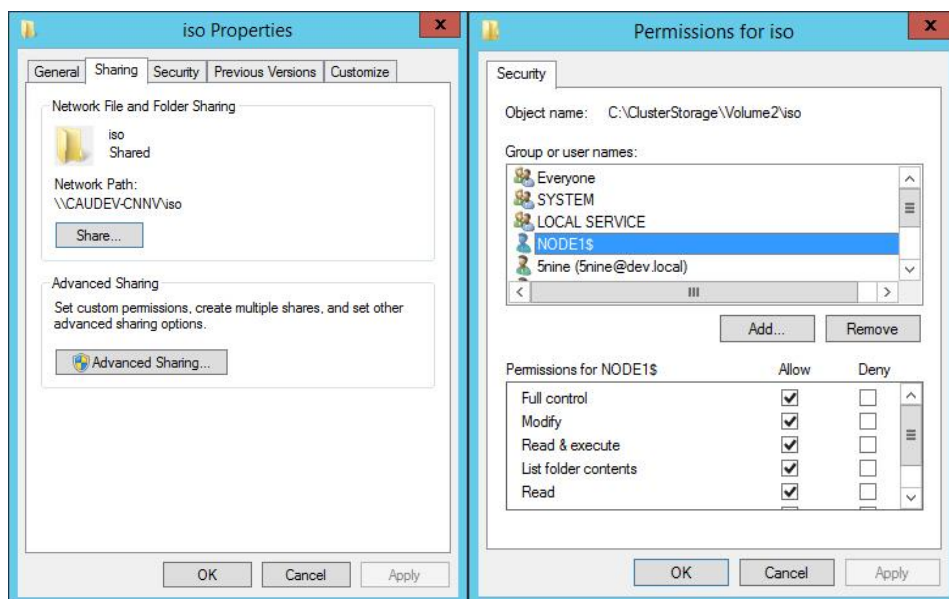 iso Properties
x
General
Sharing
Security
Previous Versions
Customize
Network File and Folder Sharing
iso
Shared
Network Path:
\\CAUDEV-CNNV\iso
Share...
Advanced Sharing
Set custom permissions, create multiple shares, and set other
advanced sharing options.
Advanced Sharing...
OK
Cancel
Apply
Permissions for iso
x
Security
Object name: C:\ClusterStorage\Volume2\iso
Group or user names:
Everyone
SYSTEM
LOCAL SERVICE
NODE1$
5nine (5nine@dev.local)
Add...
Remove
Permissions for NODE1$ Allow Deny
Full control
Modify
Read & execute
List folder contents
Read
OK
Cancel
Apply